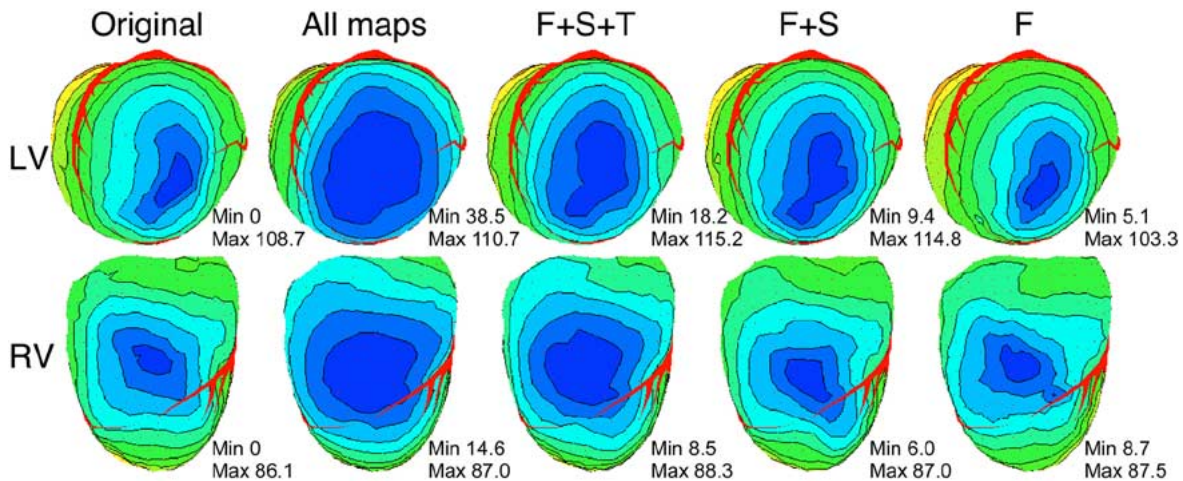 Original All maps F+S+T F+S F
LV
Min 0 Min 38.5 Min 18.2 Min 9.4 Min 5.1
Max 108.7 Max 110.7 Max 115.2 Max 114.8 Max 103.3
RV
Min 0 Min 14.6 Min 8.5 Min 6.0 Min 8.7
Max 86.1 Max 87.0 Max 88.3 Max 87.0 Max 87.5